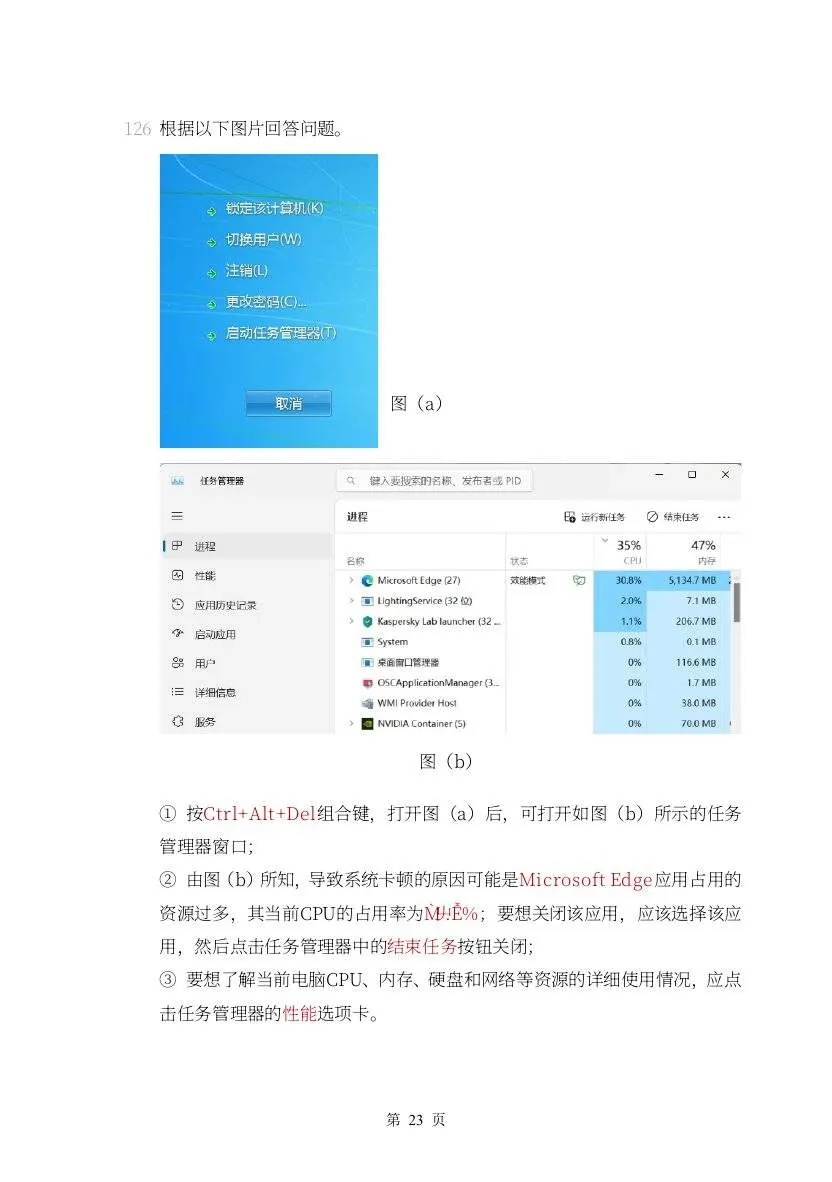 126 根据以下图片回答问题。
锁定该计算机(K)
切换用户(W)
注销(L)
更改密码(C)...
启动任务管理器(T)
取消
图（a）
任务管理器
键入要搜索的名称、发布者或 PID
进程
运行新任务
结束任务
...
进程
性能
应用历史记录
启动应用
用户
详细信息
服务
35% 47%
名称 状态 CPU 内存
Microsoft Edge (27) 效能模式 30.8% 5,134.7 MB
LightingService (32 位) 2.0% 7.1 MB
Kaspersky Lab launcher (32 ... 1.1% 206.7 MB
System 0.8% 0.1 MB
桌面窗口管理器 0% 116.6 MB
OSCApplicationManager (3... 0% 1.7 MB
WMI Provider Host 0% 38.0 MB
NVIDIA Container (5) 0% 70.0 MB
图（b）
① 按Ctrl+Alt+Del组合键，打开图（a）后，可打开如图（b）所示的任务
管理器窗口；
② 由图（b）所知，导致系统卡顿的原因可能是Microsoft Edge应用占用的
资源过多，其当前CPU的占用率为%；要想关闭该应用，应该选择该应
用，然后点击任务管理器中的结束任务按钮关闭；
③ 要想了解当前电脑CPU、内存、硬盘和网络等资源的详细使用情况，应点
击任务管理器的性能选项卡。
第 23 页